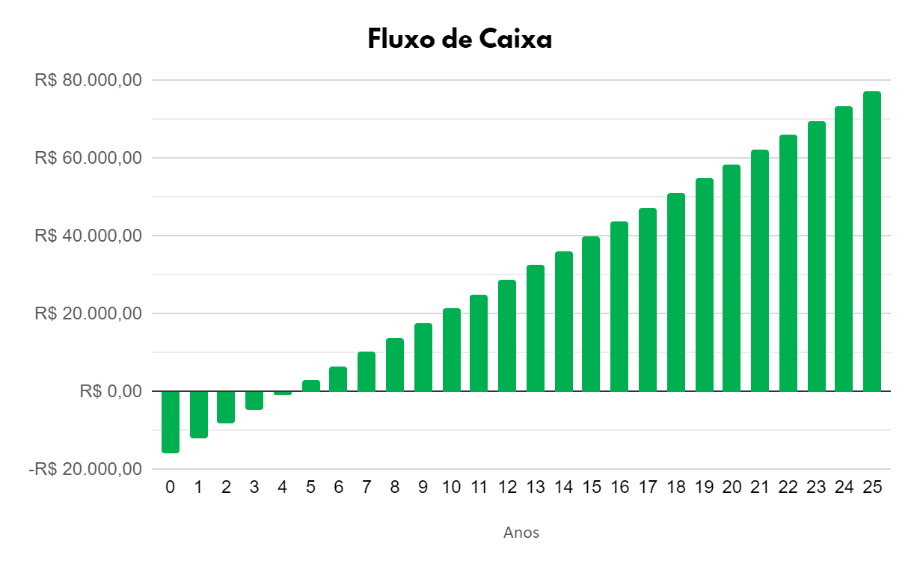 Fluxo de Caixa
R$ 80.000,00
R$ 60.000,00
R$ 40.000,00
R$ 20.000,00
R$ 0,00
-R$ 20.000,00
0 1 2 3 4 5 6 7 8 9 10 11 12 13 14 15 16 17 18 19 20 21 22 23 24 25
Anos